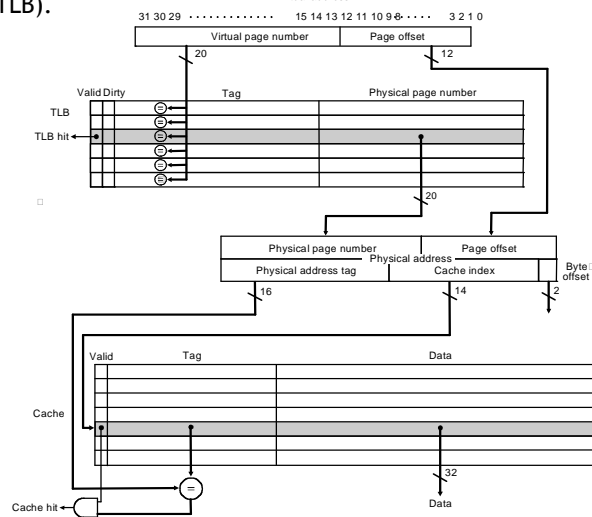 TLB).
31 30 29 ············· 15 14 13 12 11 10 9 8 ····· 3 2 1 0
Virtual page number Page offset
20 12
Valid Dirty Tag Physical page number
TLB
=
=
TLB hit =
=
=
=
20
Physical page number Page offset
Physical address
Physical address tag Cache index Byte
offset
16 14 2
Valid Tag Data
Cache
32
=
Data
Cache hit